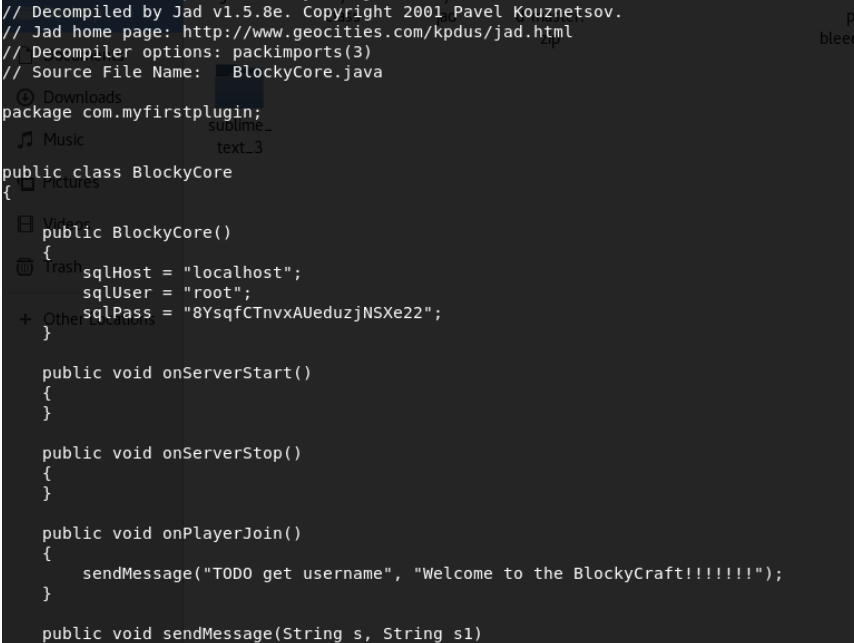 // Decompiled by Jad v1.5.8e. Copyright 2001 Pavel Kouznetsov.
// Jad home page: http://www.geocities.com/kpdus/jad.html
// Decompiler options: packimports(3)
// Source File Name:   BlockyCore.java
package com.myfirstplugin;
public class BlockyCore
{
    public BlockyCore()
    {
        sqlHost = "localhost";
        sqlUser = "root";
        sqlPass = "8YsqfCTnvxAUeduzjNSXe22";
    }
    public void onServerStart()
    {
    }
    public void onServerStop()
    {
    }
    public void onPlayerJoin()
    {
        sendMessage("TODO get username", "Welcome to the BlockyCraft!!!!!!!");
    }
    public void sendMessage(String s, String s1)
Downloads
Music
Pictures
Videos
Trash
+ Other Locations
sublime_
text_3
zip